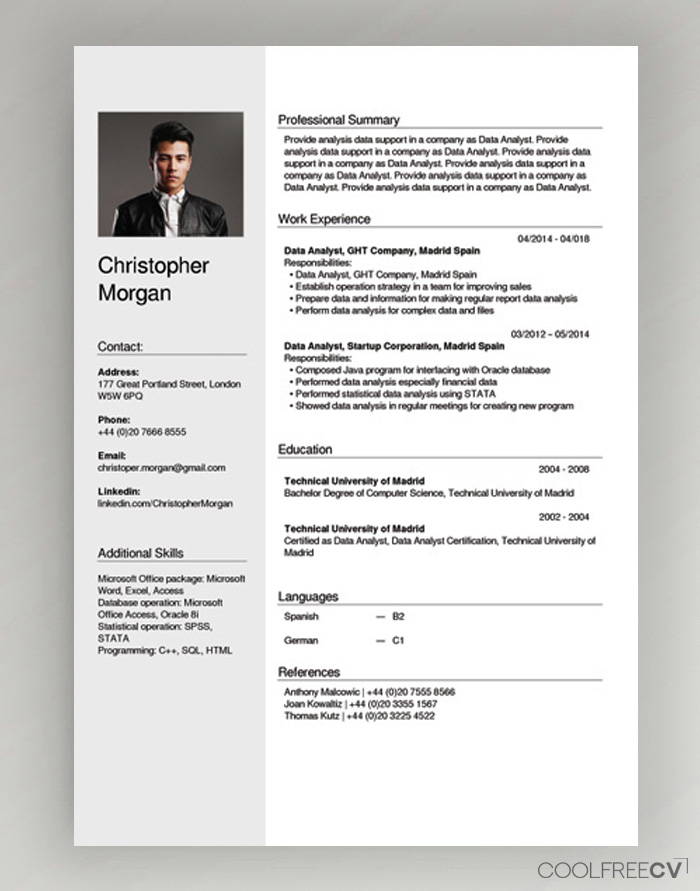 Christopher
Morgan
Contact:
Address:
177 Great Portland Street, London
W5W 6PQ
Phone:
+44 (0)20 7666 8555
Email:
christoper.morgan@gmail.com
Linkedin:
linkedin.com/ChristopherMorgan
Additional Skills
Microsoft Office package: Microsoft
Word, Excel, Access
Database operation: Microsoft
Office Access, Oracle 8i
Statistical operation: SPSS,
STATA
Programming: C++, SQL, HTML
Professional Summary
Provide analysis data support in a company as Data Analyst. Provide
analysis data support in a company as Data Analyst. Provide analysis data
support in a company as Data Analyst. Provide analysis data support in a
company as Data Analyst. Provide analysis data support in a company as
Data Analyst. Provide analysis data support in a company as Data Analyst.
Work Experience
04/2014 - 04/018
Data Analyst, GHT Company, Madrid Spain
Responsibilities:
• Data Analyst, GHT Company, Madrid Spain
• Establish operation strategy in a team for improving sales
• Prepare data and information for making regular report data analysis
• Perform data analysis for complex data and files
03/2012 – 05/2014
Data Analyst, Startup Corporation, Madrid Spain
Responsibilities:
• Composed Java program for interfacing with Oracle database
• Performed data analysis especially financial data
• Performed statistical data analysis using STATA
• Showed data analysis in regular meetings for creating new program
Education
2004 - 2008
Technical University of Madrid
Bachelor Degree of Computer Science, Technical University of Madrid
2002 - 2004
Technical University of Madrid
Certified as Data Analyst, Data Analyst Certification, Technical University of
Madrid
Languages
Spanish — B2
German — C1
References
Anthony Malcowic | +44 (0)20 7555 8566
Joan Kowaltiz | +44 (0)20 3355 1567
Thomas Kutz | +44 (0)20 3225 4522
COOLFREECV